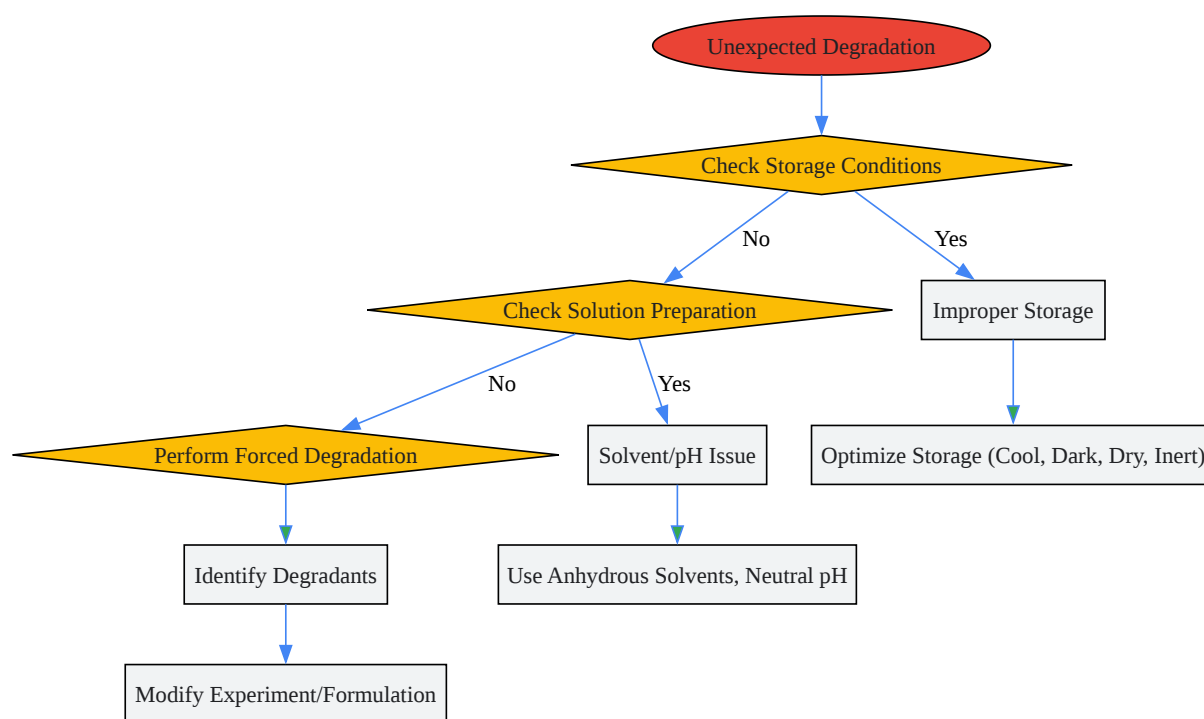 Unexpected Degradation
Check Storage Conditions
No
Yes
Check Solution Preparation
Improper Storage
No
Yes
Perform Forced Degradation
Solvent/pH Issue
Optimize Storage (Cool, Dark, Dry, Inert)
Identify Degradants
Use Anhydrous Solvents, Neutral pH
Modify Experiment/Formulation